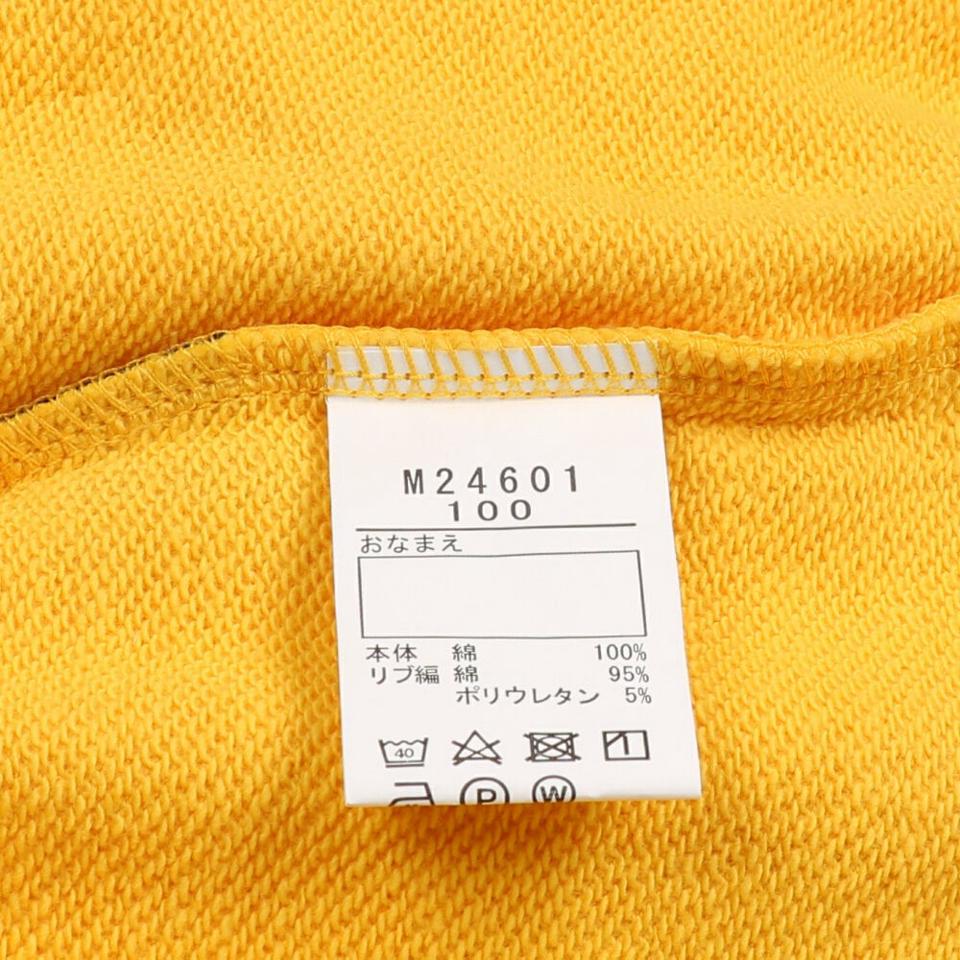 M24601
100
おなまえ
本体 綿 100%
リブ編 綿 95%
ポリウレタン 5%
40
P W